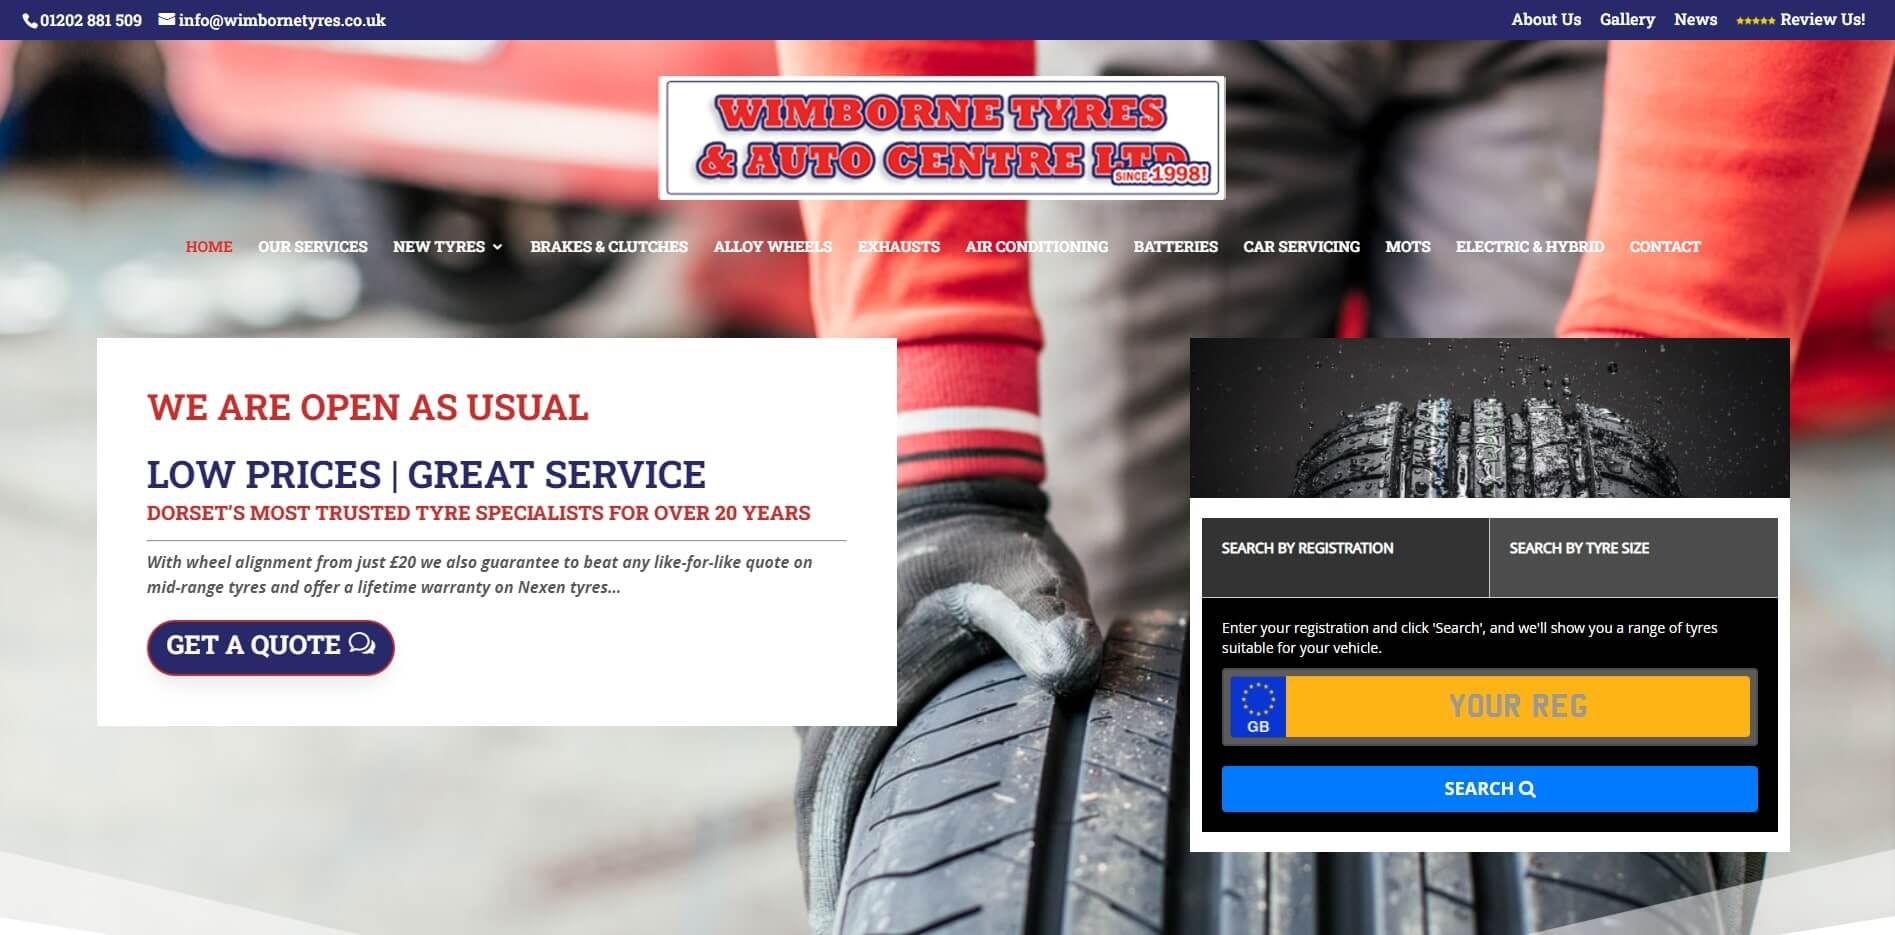 01202 881 509
info@wimbornetyres.co.uk
About Us
Gallery
News
Review Us!
WIMBORNE TYRES
& AUTO CENTRE LTD
SINCE 1998!
HOME
OUR SERVICES
NEW TYRES
BRAKES & CLUTCHES
ALLOY WHEELS
EXHAUSTS
AIR CONDITIONING
BATTERIES
CAR SERVICING
MOTS
ELECTRIC & HYBRID
CONTACT
WE ARE OPEN AS USUAL
LOW PRICES | GREAT SERVICE
DORSET'S MOST TRUSTED TYRE SPECIALISTS FOR OVER 20 YEARS
With wheel alignment from just £20 we also guarantee to beat any like-for-like quote on
mid-range tyres and offer a lifetime warranty on Nexen tyres...
GET A QUOTE
SEARCH BY REGISTRATION
SEARCH BY TYRE SIZE
Enter your registration and click 'Search', and we'll show you a range of tyres
suitable for your vehicle.
GB
YOUR REG
SEARCH